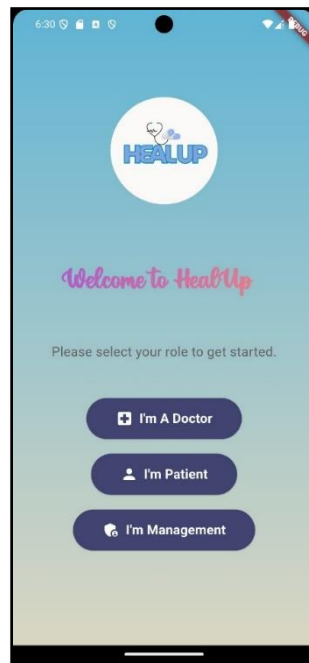 6:30
DEBUG
HEALUP
Welcome to HealUp
Please select your role to get started.
I'm A Doctor
I'm Patient
I'm Management